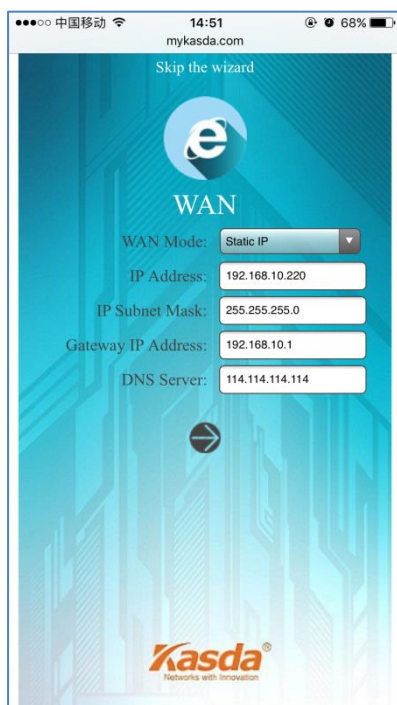 中国移动 14:51 68%
mykasda.com
Skip the wizard
WAN
WAN Mode: Static IP
IP Address: 192.168.10.220
IP Subnet Mask: 255.255.255.0
Gateway IP Address: 192.168.10.1
DNS Server: 114.114.114.114
Kasda®
Networks with Innovation